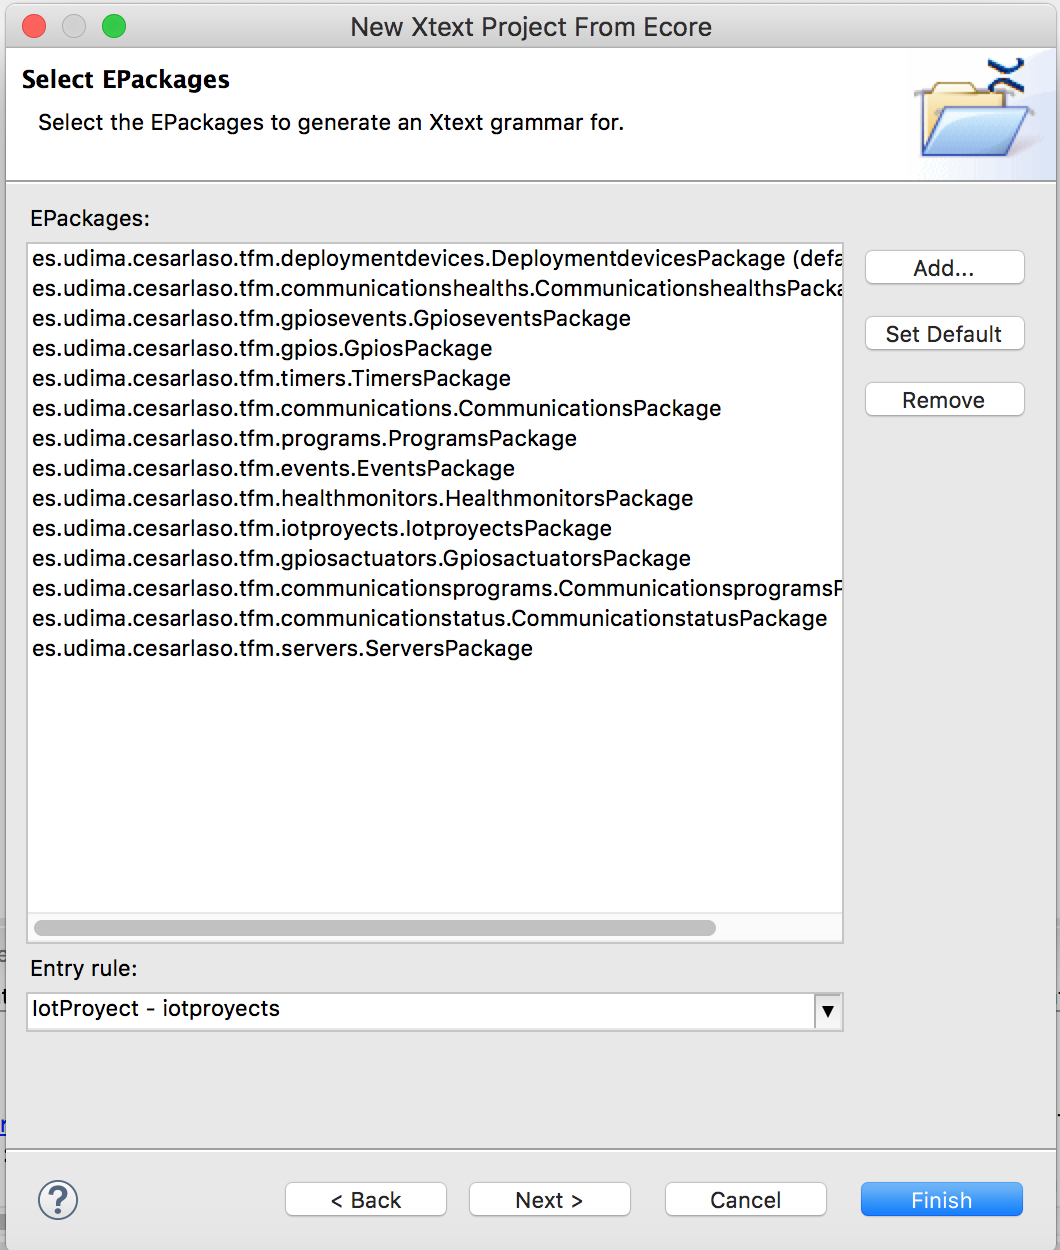 New Xtext Project From Ecore
Select EPackages
Select the EPackages to generate an Xtext grammar for.
EPackages:
es.udima.cesarlaso.tfm.deploymentdevices.DeploymentdevicesPackage (defa
es.udima.cesarlaso.tfm.communicationshealths.CommunicationshealthsPacka
es.udima.cesarlaso.tfm.gpiosevents.GpioseventsPackage
es.udima.cesarlaso.tfm.gpios.GpiosPackage
es.udima.cesarlaso.tfm.timers.TimersPackage
es.udima.cesarlaso.tfm.communications.CommunicationsPackage
es.udima.cesarlaso.tfm.programs.ProgramsPackage
es.udima.cesarlaso.tfm.events.EventsPackage
es.udima.cesarlaso.tfm.healthmonitors.HealthmonitorsPackage
es.udima.cesarlaso.tfm.iotproyects.IotproyectsPackage
es.udima.cesarlaso.tfm.gpiosactuators.GpiosactuatorsPackage
es.udima.cesarlaso.tfm.communicationsprograms.CommunicationsprogramsP
es.udima.cesarlaso.tfm.communicationstatus.CommunicationstatusPackage
es.udima.cesarlaso.tfm.servers.ServersPackage
Add...
Set Default
Remove
Entry rule:
IotProyect - iotproyects
?
< Back
Next >
Cancel
Finish